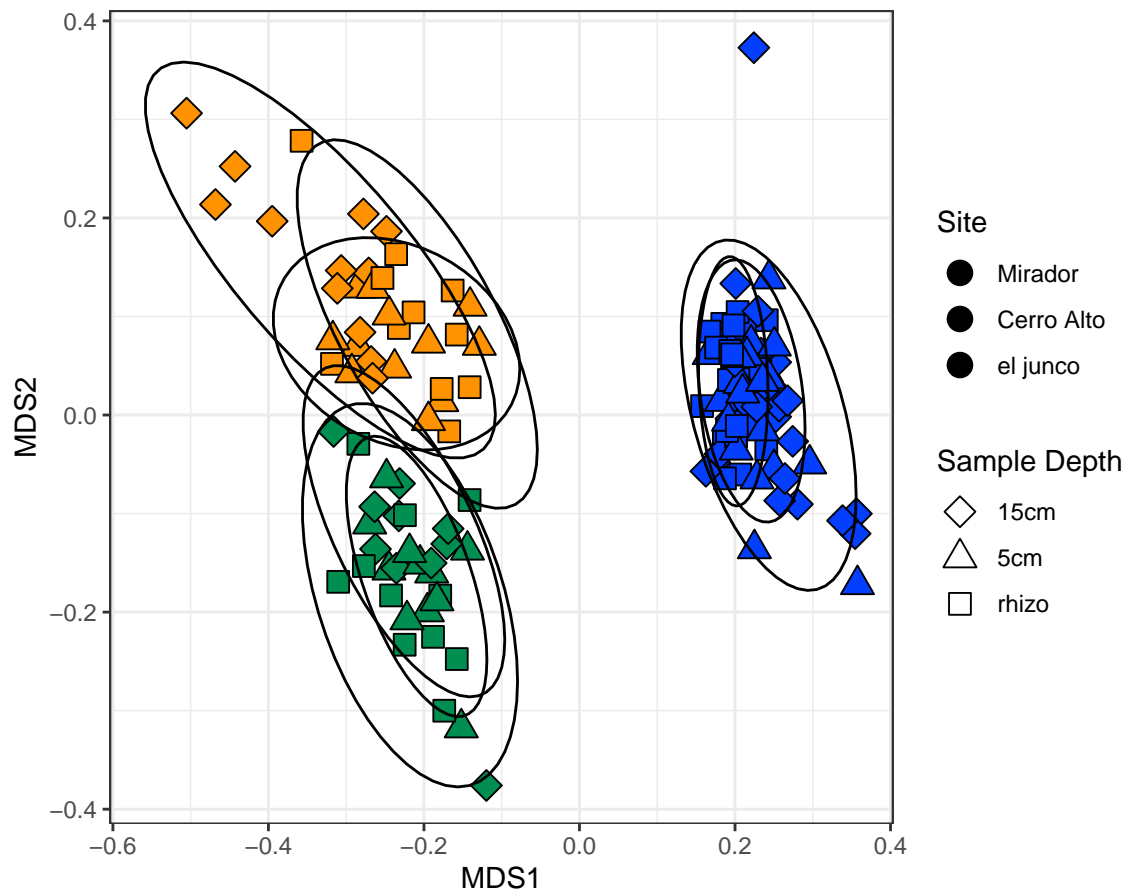 0.4
0.2
0.0
−0.2
−0.4
MDS2
−0.6
−0.4
−0.2
0.0
0.2
0.4
MDS1
Site
Mirador
Cerro Alto
el junco
Sample Depth
15cm
5cm
rhizo